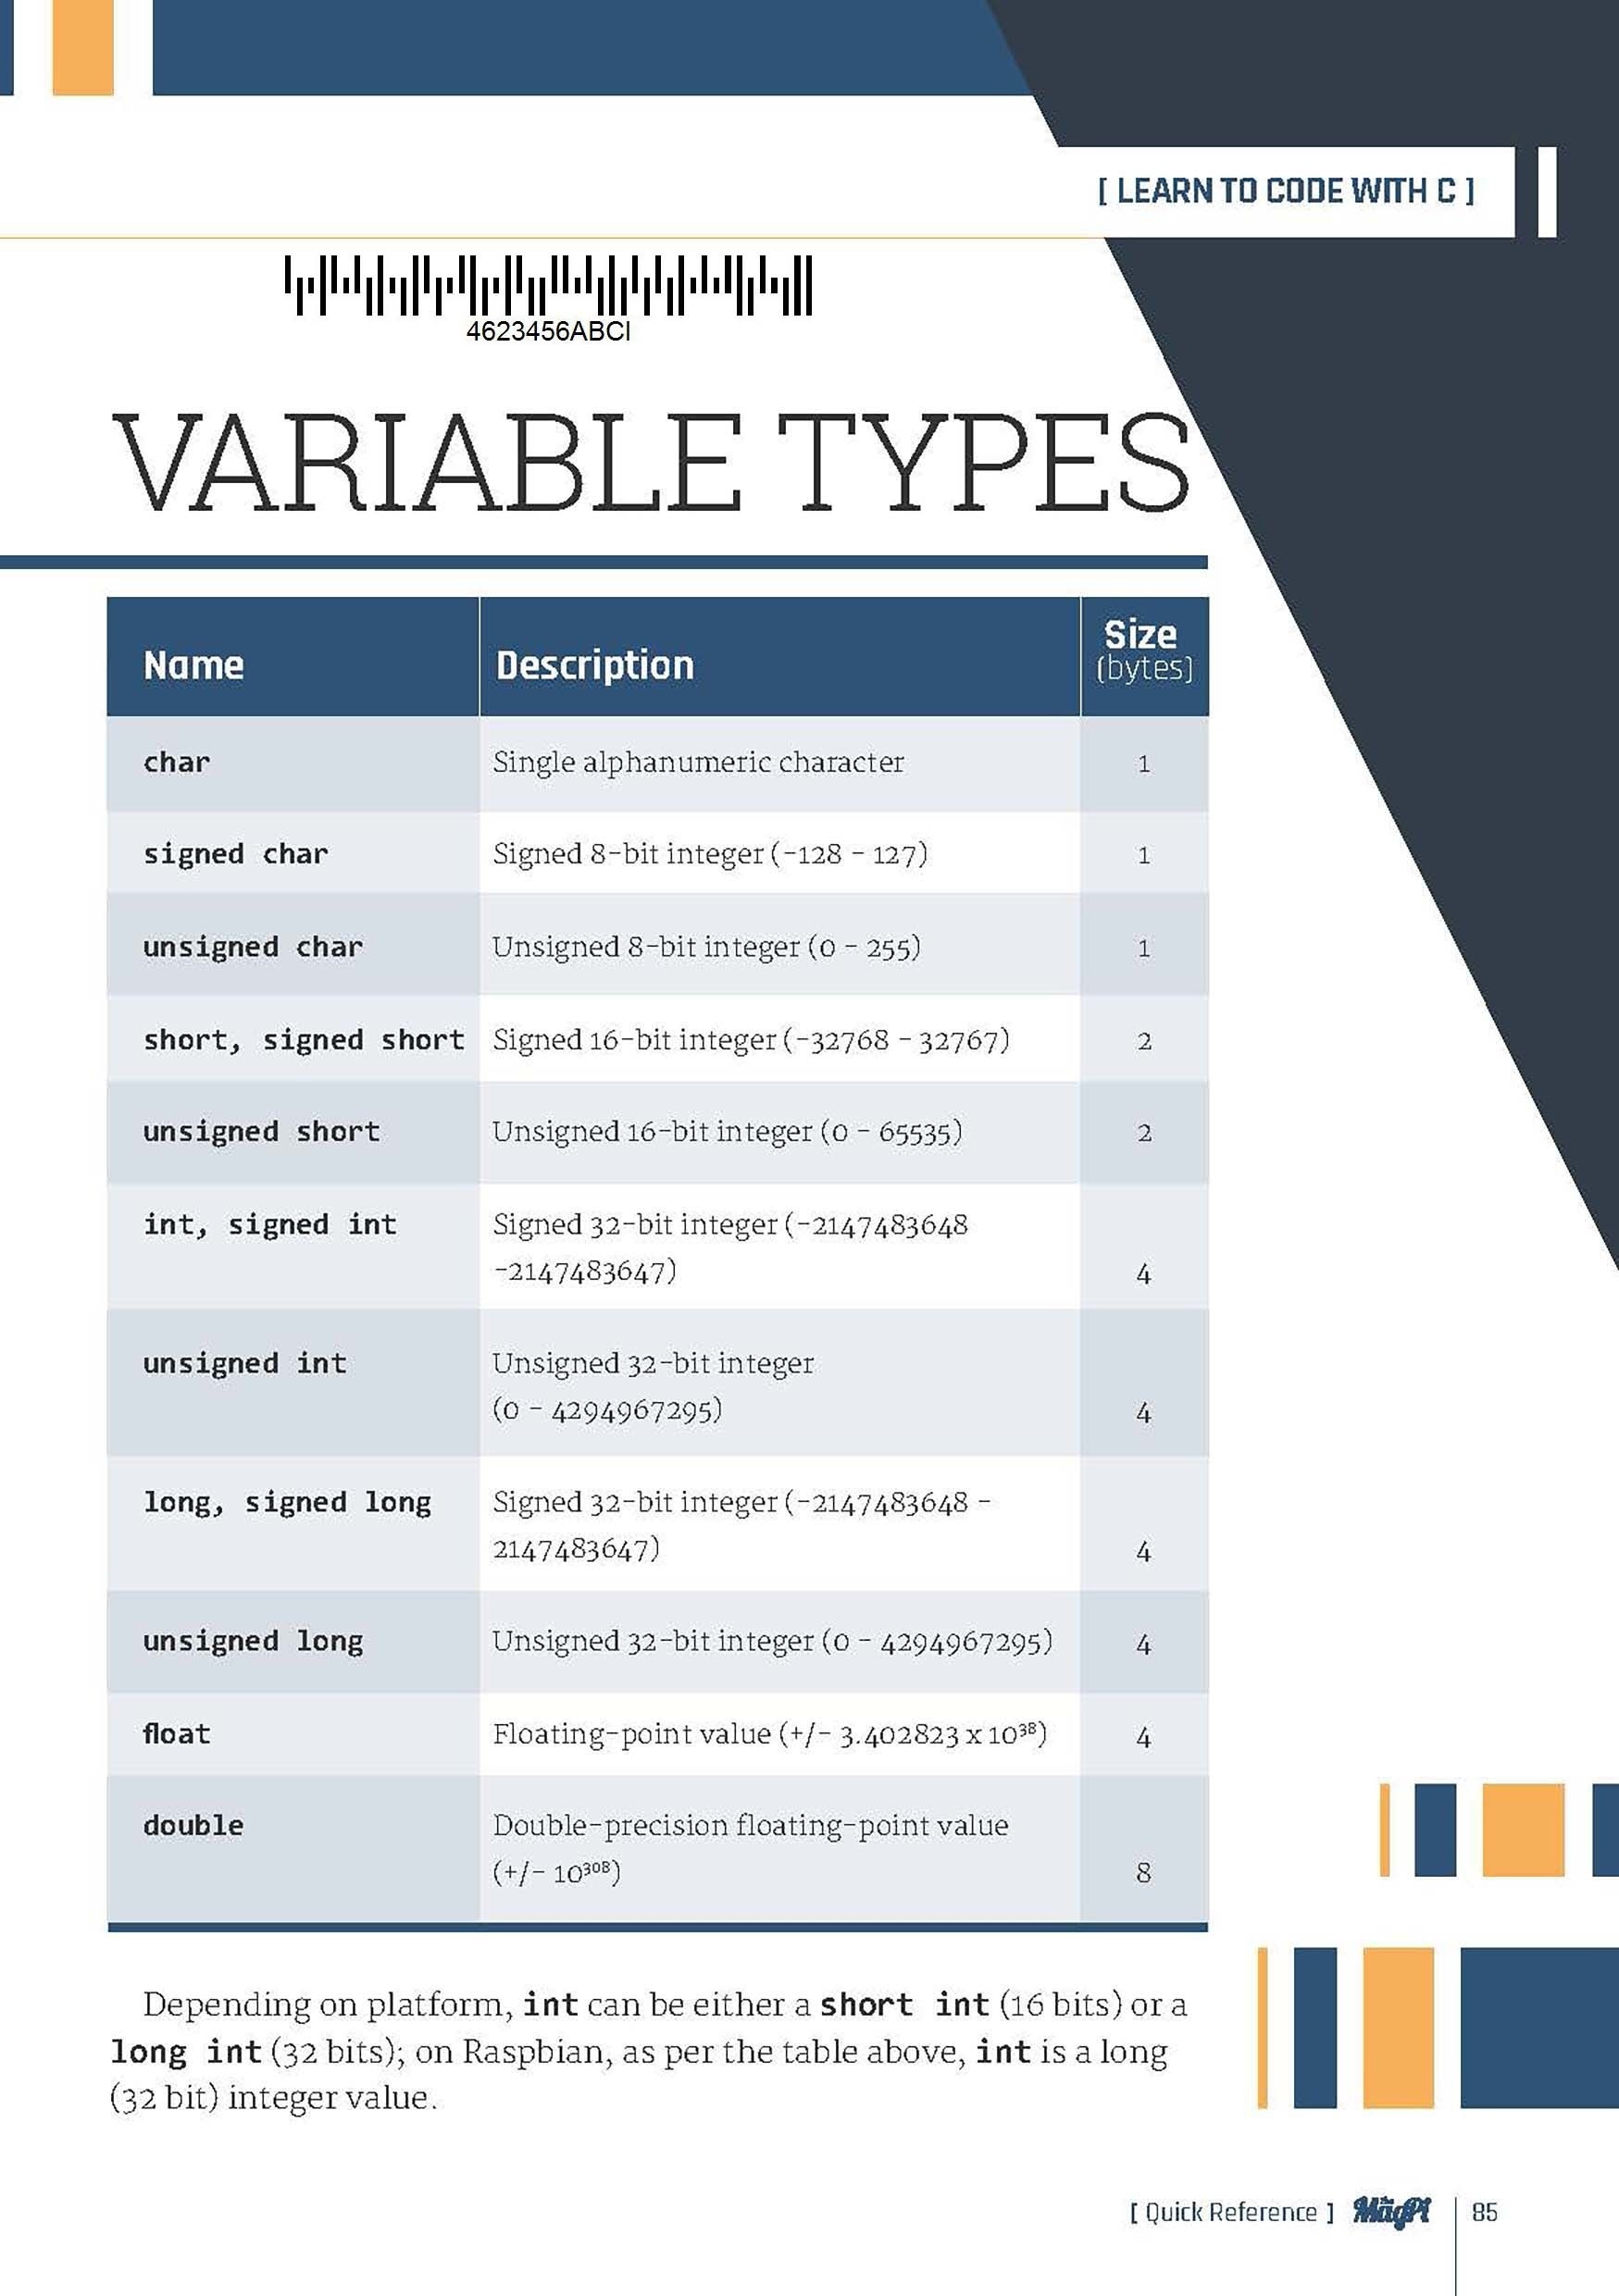 [ LEARN TO CODE WITH C ]
4623456ABCI
VARIABLE TYPES
Name Description Size
(bytes)
char Single alphanumeric character 1
signed char Signed 8-bit integer (-128 - 127) 1
unsigned char Unsigned 8-bit integer (0 - 255) 1
short, signed short Signed 16-bit integer (-32768 - 32767) 2
unsigned short Unsigned 16-bit integer (0 - 65535) 2
int, signed int Signed 32-bit integer (-2147483648
-2147483647) 4
unsigned int Unsigned 32-bit integer
(0 - 4294967295) 4
long, signed long Signed 32-bit integer (-2147483648 -
2147483647) 4
unsigned long Unsigned 32-bit integer (0 - 4294967295) 4
float Floating-point value (+/- 3.402823 x 10³⁸) 4
double Double-precision floating-point value
(+/- 10³⁰⁸) 8
Depending on platform, int can be either a short int (16 bits) or a
long int (32 bits); on Raspbian, as per the table above, int is a long
(32 bit) integer value.
[ Quick Reference ] The MagPi 85